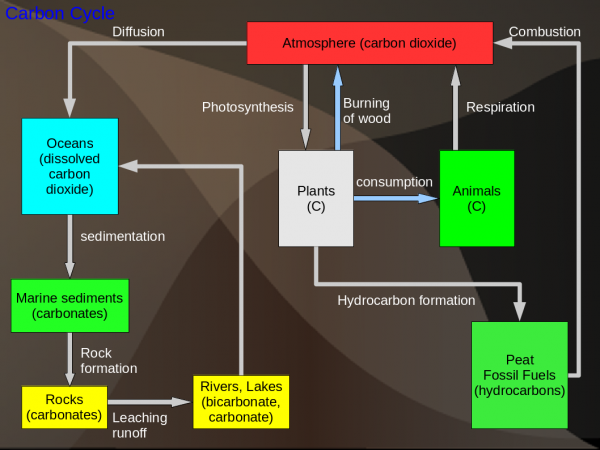 Carbon Cycle
Diffusion
Atmosphere (carbon dioxide)
Combustion
Photosynthesis
Burning
of wood
Respiration
Oceans
(dissolved
carbon
dioxide)
Plants
(C)
consumption
Animals
(C)
sedimentation
Marine sediments
(carbonates)
Hydrocarbon formation
Rock
formation
Peat
Fossil Fuels
(hydrocarbons)
Rocks
(carbonates)
Leaching
runoff
Rivers, Lakes
(bicarbonate,
carbonate)